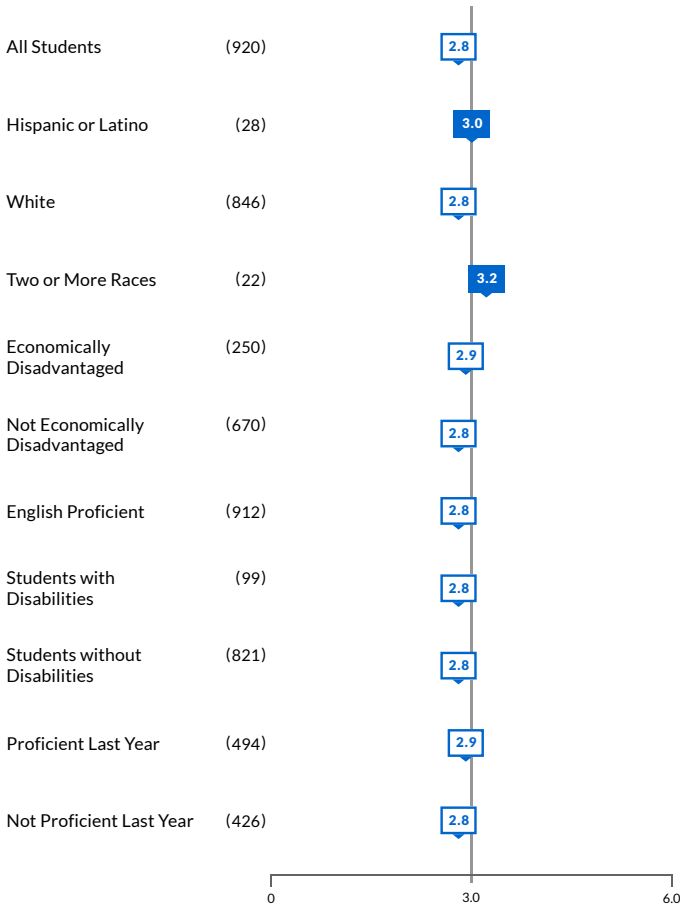 All Students (920) 2.8
Hispanic or Latino (28) 3.0
White (846) 2.8
Two or More Races (22) 3.2
Economically (250) 2.9
Disadvantaged
Not Economically (670) 2.8
Disadvantaged
English Proficient (912) 2.8
Students with (99) 2.8
Disabilities
Students without (821) 2.8
Disabilities
Proficient Last Year (494) 2.9
Not Proficient Last Year (426) 2.8
0 3.0 6.0